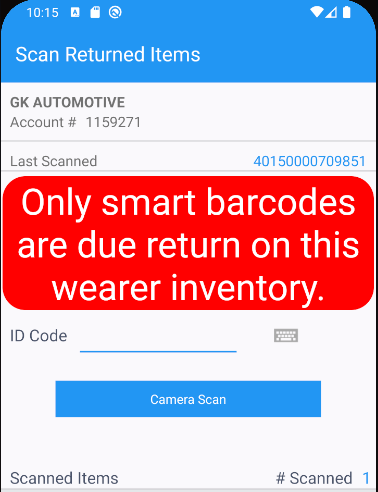 10:15
Scan Returned Items
GK AUTOMOTIVE
Account # 1159271
Last Scanned 40150000709851
Only smart barcodes
are due return on this
wearer inventory.
ID Code
Camera Scan
Scanned Items # Scanned 1